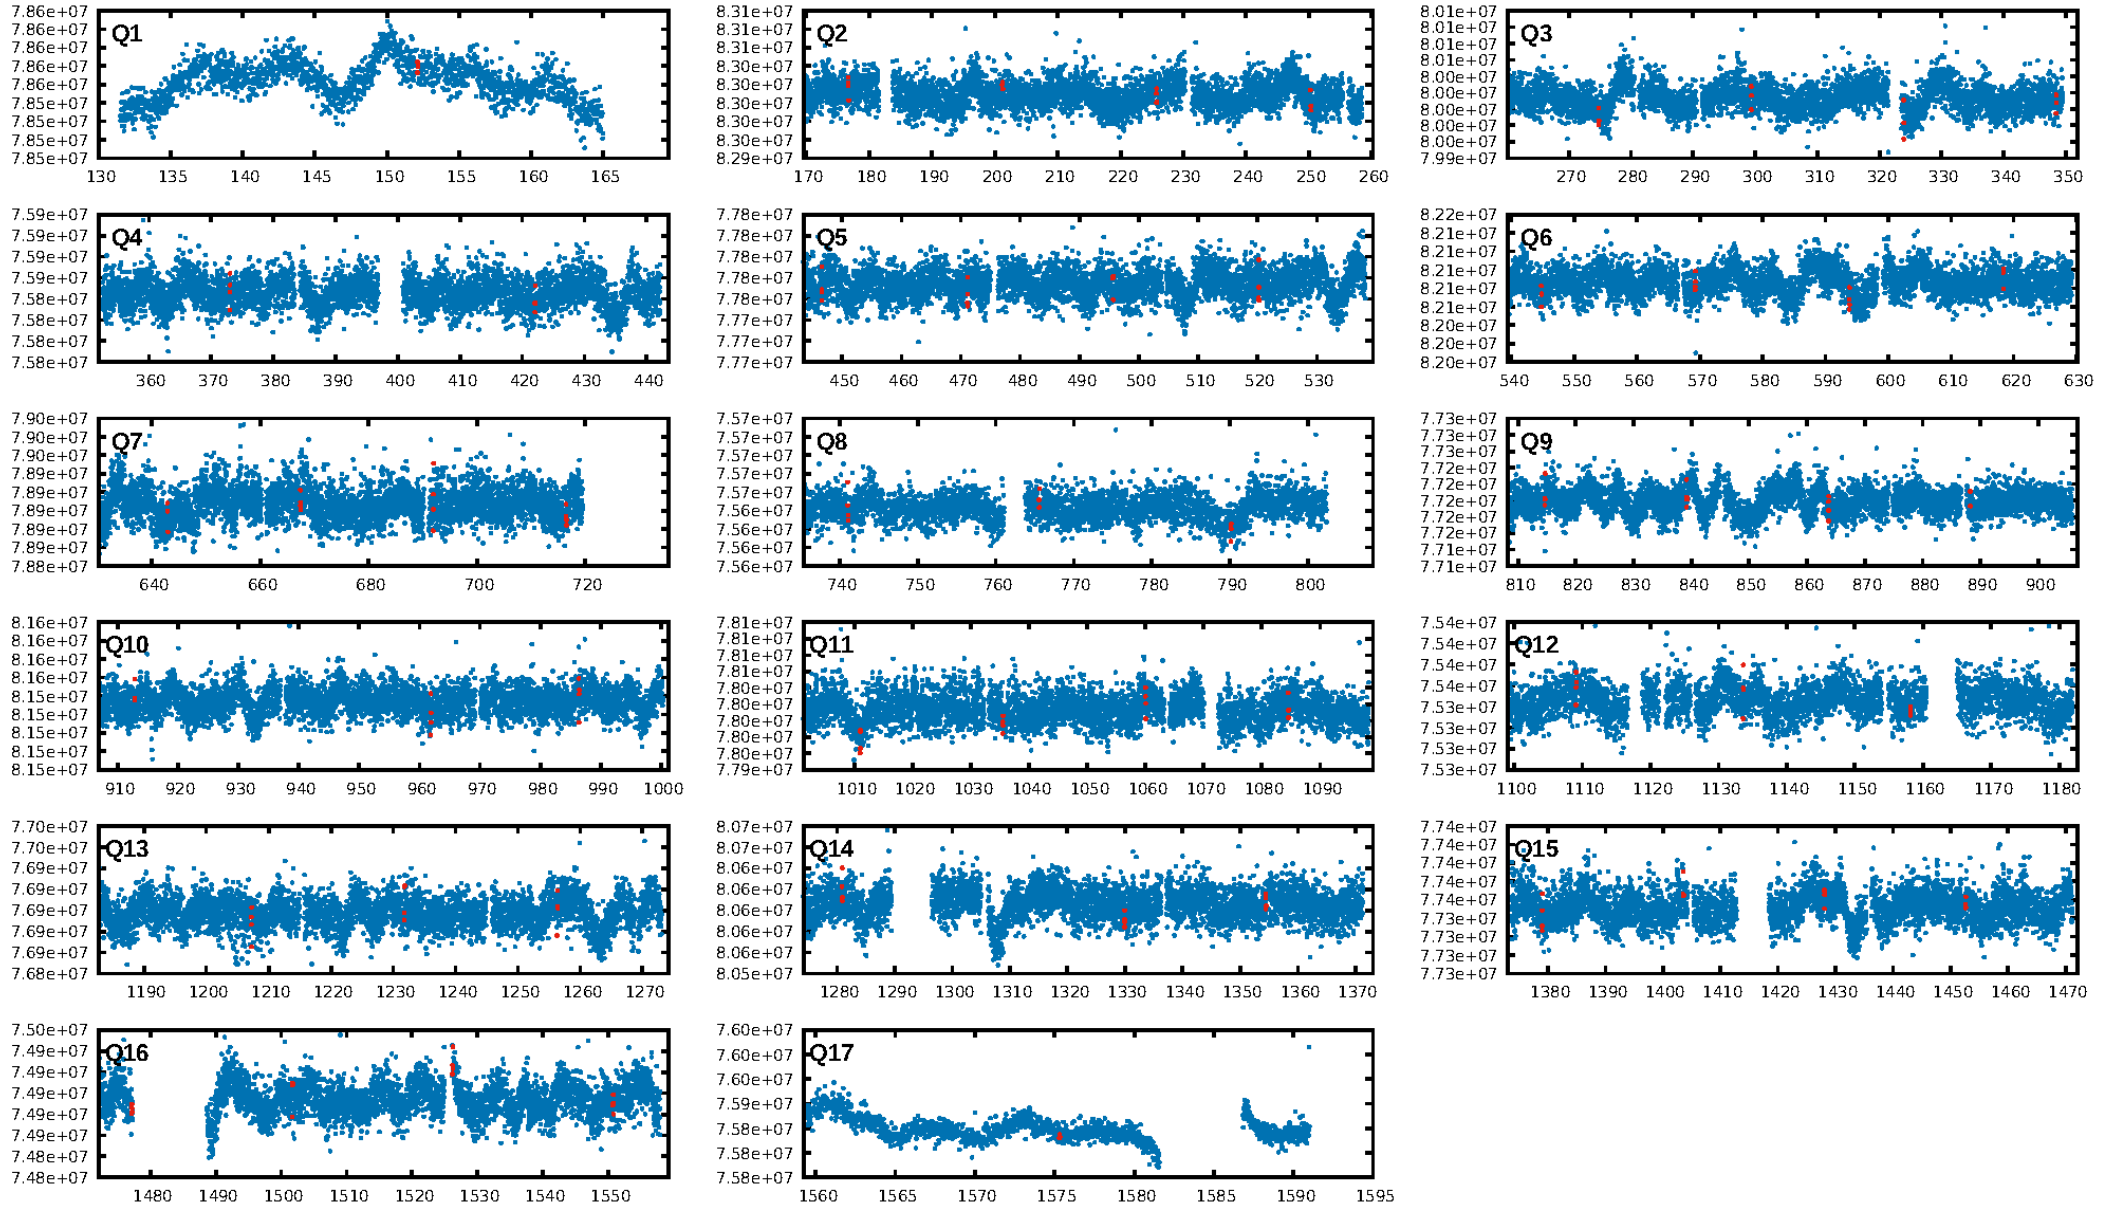 7.86e+07 7.86e+07 7.86e+07 7.86e+07 7.86e+07 7.85e+07 7.85e+07 7.85e+07 7.85e+07
Q1
130 135 140 145 150 155 160 165
8.31e+07 8.31e+07 8.31e+07 8.30e+07 8.30e+07 8.30e+07 8.30e+07 8.30e+07 8.29e+07
Q2
170 180 190 200 210 220 230 240 250 260
8.01e+07 8.01e+07 8.01e+07 8.01e+07 8.00e+07 8.00e+07 8.00e+07 8.00e+07 8.00e+07 7.99e+07
Q3
270 280 290 300 310 320 330 340 350
7.59e+07 7.59e+07 7.59e+07 7.59e+07 7.58e+07 7.58e+07 7.58e+07 7.58e+07
Q4
360 370 380 390 400 410 420 430 440
7.78e+07 7.78e+07 7.78e+07 7.78e+07 7.78e+07 7.77e+07 7.77e+07 7.77e+07
Q5
450 460 470 480 490 500 510 520 530
8.22e+07 8.21e+07 8.21e+07 8.21e+07 8.21e+07 8.21e+07 8.20e+07 8.20e+07 8.20e+07
Q6
540 550 560 570 580 590 600 610 620 630
7.90e+07 7.90e+07 7.90e+07 7.89e+07 7.89e+07 7.89e+07 7.89e+07 7.89e+07 7.88e+07
Q7
640 660 680 700 720
7.57e+07 7.57e+07 7.57e+07 7.57e+07 7.57e+07 7.56e+07 7.56e+07 7.56e+07 7.56e+07
Q8
740 750 760 770 780 790 800
7.73e+07 7.73e+07 7.73e+07 7.72e+07 7.72e+07 7.72e+07 7.72e+07 7.72e+07 7.71e+07 7.71e+07
Q9
810 820 830 840 850 860 870 880 890 900
8.16e+07 8.16e+07 8.16e+07 8.16e+07 8.15e+07 8.15e+07 8.15e+07 8.15e+07 8.15e+07
Q10
910 920 930 940 950 960 970 980 990 1000
7.81e+07 7.81e+07 7.81e+07 7.81e+07 7.80e+07 7.80e+07 7.80e+07 7.80e+07 7.80e+07 7.79e+07
Q11
1010 1020 1030 1040 1050 1060 1070 1080 1090
7.54e+07 7.54e+07 7.54e+07 7.54e+07 7.53e+07 7.53e+07 7.53e+07 7.53e+07
Q12
1100 1110 1120 1130 1140 1150 1160 1170 1180
7.70e+07 7.70e+07 7.69e+07 7.69e+07 7.69e+07 7.69e+07 7.69e+07 7.68e+07
Q13
1190 1200 1210 1220 1230 1240 1250 1260 1270
8.07e+07 8.07e+07 8.06e+07 8.06e+07 8.06e+07 8.06e+07 8.06e+07 8.05e+07
Q14
1280 1290 1300 1310 1320 1330 1340 1350 1360 1370
7.74e+07 7.74e+07 7.74e+07 7.74e+07 7.74e+07 7.73e+07 7.73e+07 7.73e+07 7.73e+07
Q15
1380 1390 1400 1410 1420 1430 1440 1450 1460 1470
7.50e+07 7.49e+07 7.49e+07 7.49e+07 7.49e+07 7.49e+07 7.48e+07 7.48e+07
Q16
1480 1490 1500 1510 1520 1530 1540 1550
7.60e+07 7.60e+07 7.60e+07 7.59e+07 7.58e+07 7.58e+07 7.58e+07
Q17
1560 1565 1570 1575 1580 1585 1590 1595